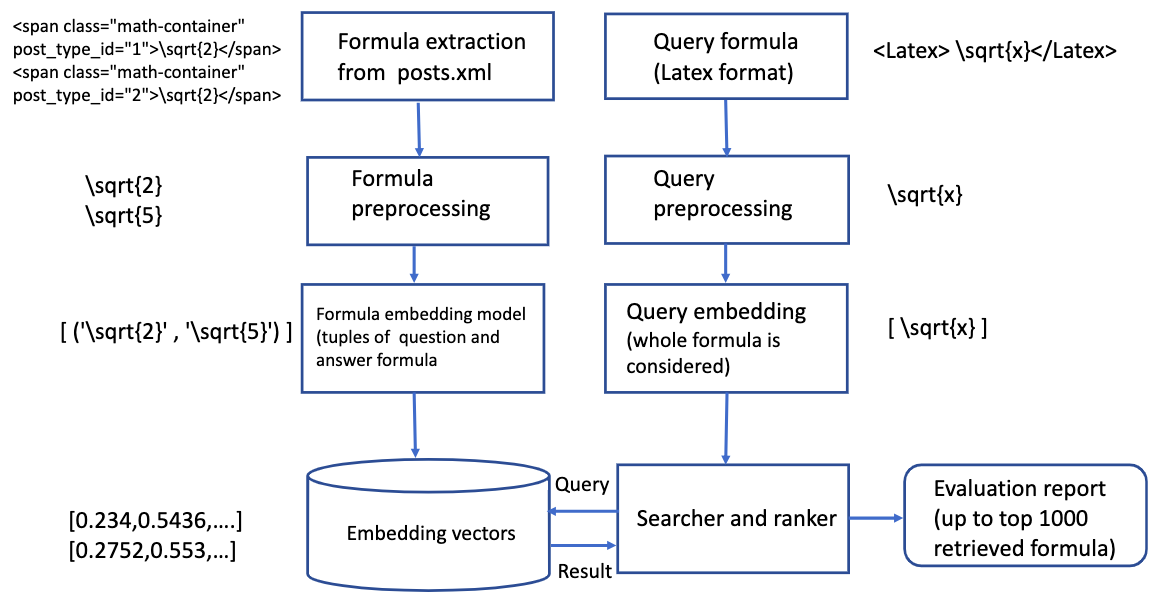 <span class="math-container"
post_type_id="1">\sqrt{2}</span>
<span class="math-container"
post_type_id="2">\sqrt{2}</span>
Formula extraction
from posts.xml
Query formula
(Latex format)
<Latex> \sqrt{x}</Latex>
\sqrt{2}
\sqrt{5}
Formula
preprocessing
Query
preprocessing
\sqrt{x}
[ ('\sqrt{2}' , '\sqrt{5}') ]
Formula embedding model
(tuples of question and
answer formula
Query embedding
(whole formula is
considered)
[ \sqrt{x} ]
[0.234,0.5436,....]
[0.2752,0.553,...]
Embedding vectors
Query
Result
Searcher and ranker
Evaluation report
(up to top 1000
retrieved formula)